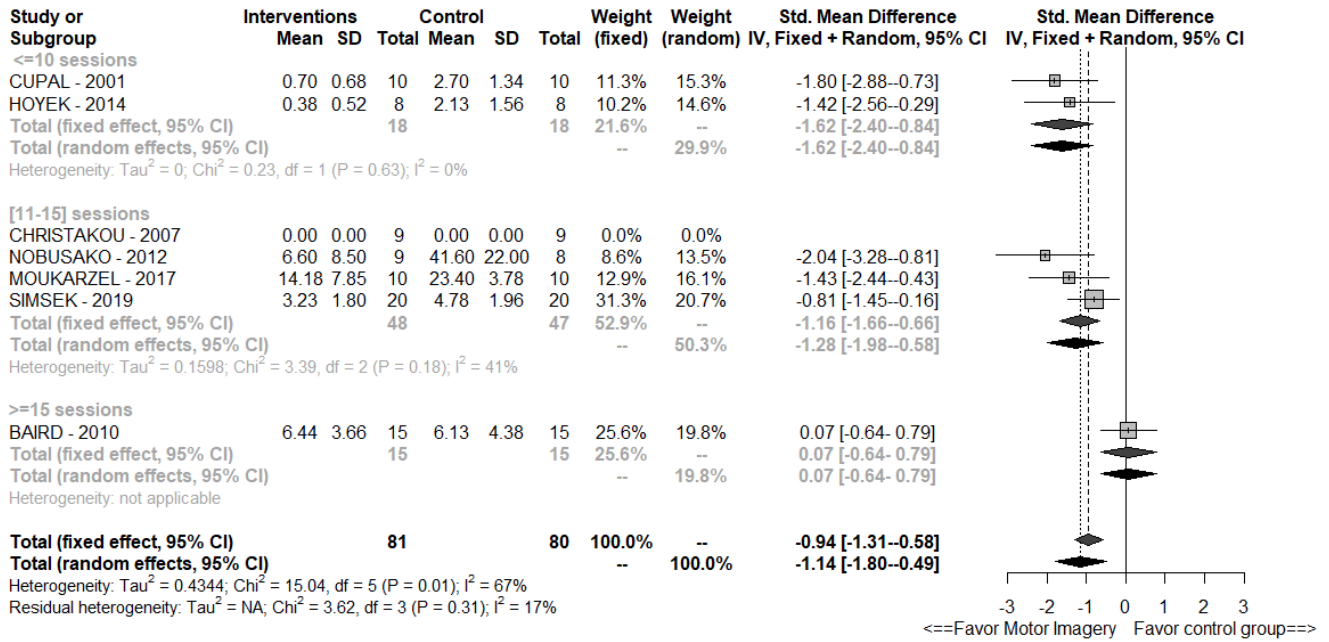 Study or Interventions Control Weight Weight Std. Mean Difference Std. Mean Difference
Subgroup Mean SD Total Mean SD Total (fixed) (random) IV, Fixed + Random, 95% CI IV, Fixed + Random, 95% CI
<=10 sessions
CUPAL - 2001 0.70 0.68 10 2.70 1.34 10 11.3% 15.3% -1.80 [-2.88--0.73]
HOYEK - 2014 0.38 0.52 8 2.13 1.56 8 10.2% 14.6% -1.42 [-2.56--0.29]
Total (fixed effect, 95% CI) 18 18 21.6% -- -1.62 [-2.40--0.84]
Total (random effects, 95% CI) -- 29.9% -1.62 [-2.40--0.84]
Heterogeneity: Tau² = 0; Chi² = 0.23, df = 1 (P = 0.63); I² = 0%
[11-15] sessions
CHRISTAKOU - 2007 0.00 0.00 9 0.00 0.00 9 0.0% 0.0%
NOBUSAKO - 2012 6.60 8.50 9 41.60 22.00 8 8.6% 13.5% -2.04 [-3.28--0.81]
MOUKARZEL - 2017 14.18 7.85 10 23.40 3.78 10 12.9% 16.1% -1.43 [-2.44--0.43]
SIMSEK - 2019 3.23 1.80 20 4.78 1.96 20 31.3% 20.7% -0.81 [-1.45--0.16]
Total (fixed effect, 95% CI) 48 47 52.9% -- -1.16 [-1.66--0.66]
Total (random effects, 95% CI) -- 50.3% -1.28 [-1.98--0.58]
Heterogeneity: Tau² = 0.1598; Chi² = 3.39, df = 2 (P = 0.18); I² = 41%
>=15 sessions
BAIRD - 2010 6.44 3.66 15 6.13 4.38 15 25.6% 19.8% 0.07 [-0.64- 0.79]
Total (fixed effect, 95% CI) 15 15 25.6% -- 0.07 [-0.64- 0.79]
Total (random effects, 95% CI) -- 19.8% 0.07 [-0.64- 0.79]
Heterogeneity: not applicable
Total (fixed effect, 95% CI) 81 80 100.0% -- -0.94 [-1.31--0.58]
Total (random effects, 95% CI) -- 100.0% -1.14 [-1.80--0.49]
Heterogeneity: Tau² = 0.4344; Chi² = 15.04, df = 5 (P = 0.01); I² = 67%
Residual heterogeneity: Tau² = NA; Chi² = 3.62, df = 3 (P = 0.31); I² = 17%
-3 -2 -1 0 1 2 3
<==Favor Motor Imagery Favor control group==>